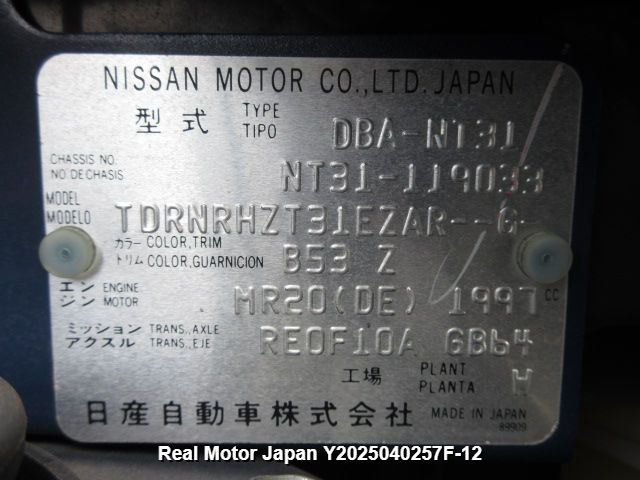 NISSAN MOTOR CO.,LTD.JAPAN
型式 TYPE TIPO DBA-NT31
CHASSIS NO. NO.DE CHASIS NT31-119033
MODEL MODELO TDRNRHZT31EZAR--G-
カラー COLOR,TRIM トリム COLOR,GUARNICION B53 Z
エンジン ENGINE MOTOR MR20(DE) 1997 CC
ミッション TRANS.,AXLE アクスル TRANS.,EJE RE0F10A GB64
工場 PLANT PLANTA H
日産自動車株式会社 MADE IN JAPAN
89909
Real Motor Japan Y2025040257F-12